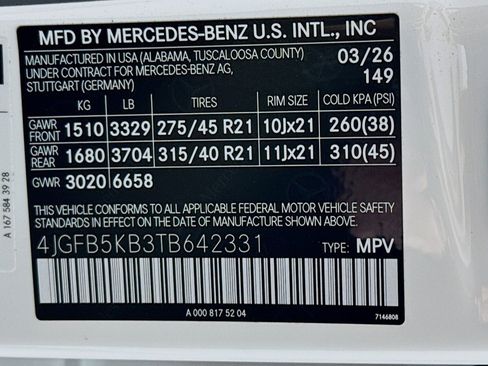 MFD BY MERCEDES-BENZ U.S. INTL., INC
MANUFACTURED IN USA (ALABAMA, TUSCALOOSA COUNTY) 03/26
UNDER CONTRACT FOR MERCEDES-BENZ AG, 149
STUTTGART (GERMANY)
KG LB TIRES RIM SIZE COLD KPA (PSI)
GAWR FRONT 1510 3329 275/45 R21 10Jx21 260(38)
GAWR REAR 1680 3704 315/40 R21 11Jx21 310(45)
GVWR 3020 6658
THIS VEHICLE CONFORMS TO ALL APPLICABLE FEDERAL MOTOR VEHICLE SAFETY
STANDARDS IN EFFECT ON THE DATE OF MANUFACTURE SHOWN ABOVE.
4JGFB5KB3TB642331 TYPE: MPV
A 000 817 52 04
7146808
A 167 584 39 28